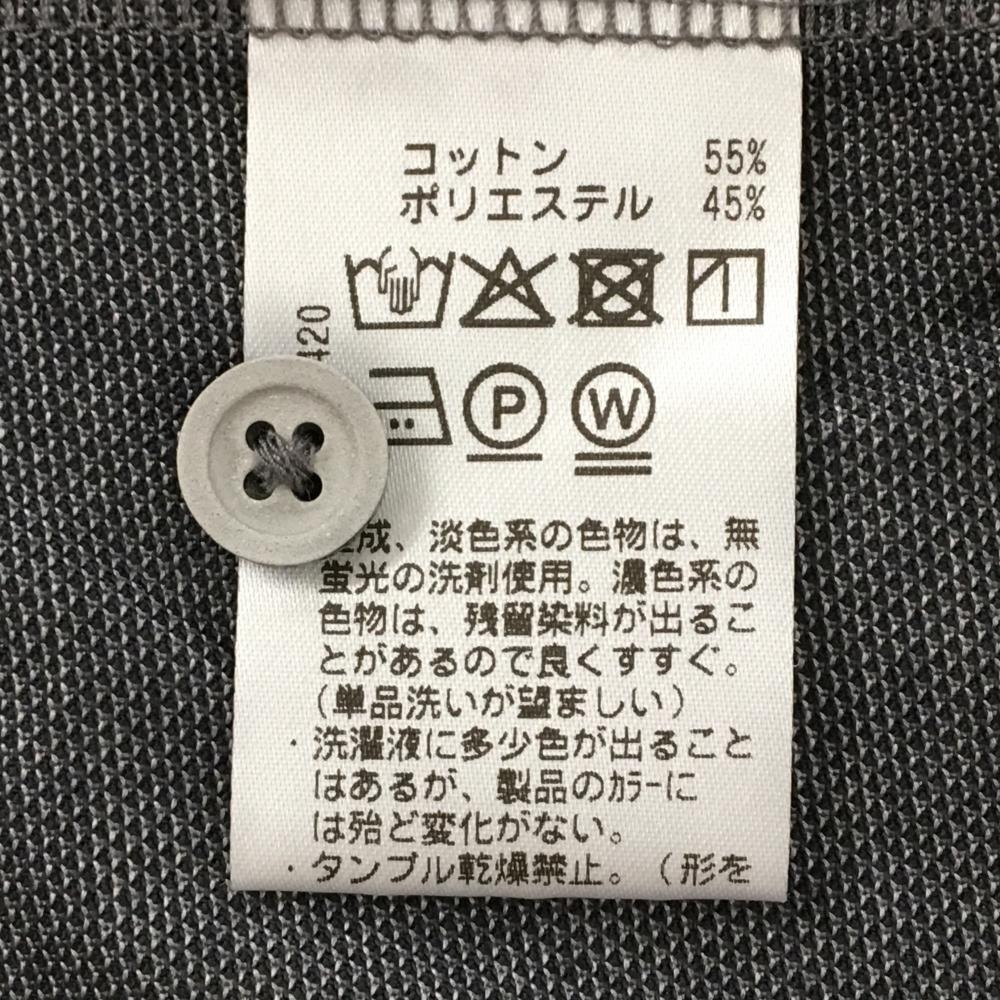 コットン 55%
ポリエステル 45%
420
P W
成、淡色系の色物は、無
蛍光の洗剤使用。濃色系の
色物は、残留染料が出るこ
とがあるので良くすすぐ。
(単品洗いが望ましい)
・洗濯液に多少色が出ること
はあるが、製品のカラーに
は殆ど変化がない。
・タンブル乾燥禁止。(形を